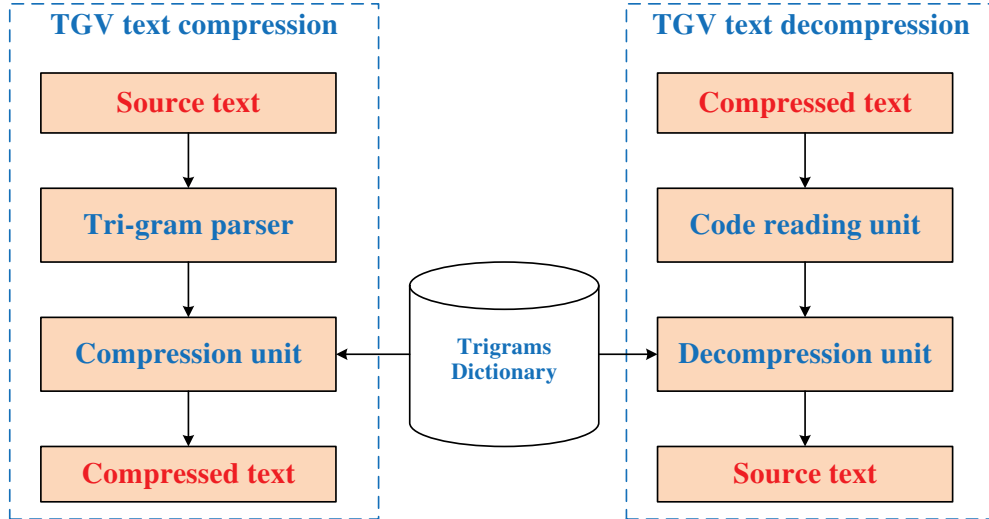 TGV text compression
Source text
Tri-gram parser
Compression unit
Compressed text
Trigrams
Dictionary
TGV text decompression
Compressed text
Code reading unit
Decompression unit
Source text